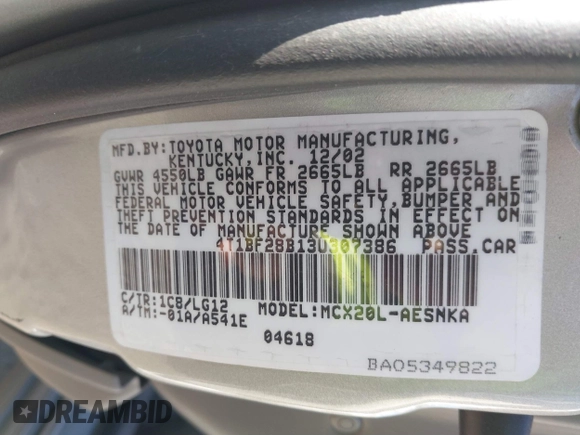 MFD.BY:TOYOTA MOTOR MANUFACTURING,
KENTUCKY,INC. 12/02
GVWR 4550LB GAWR FR 2665LB RR 2665LB
THIS VEHICLE CONFORMS TO ALL APPLICABLE
FEDERAL MOTOR VEHICLE SAFETY,BUMPER AND
THEFT PREVENTION STANDARDS IN EFFECT ON
THE DATE OF MANUFACTURE SHOWN ABOVE
4T1BF28B13U307386 PASS.CAR
C/TR:1C8/LG12 MODEL:MCX20L-AESNKA
A/TM:-01A/A541E
04618
BA05349822
DREAMBID